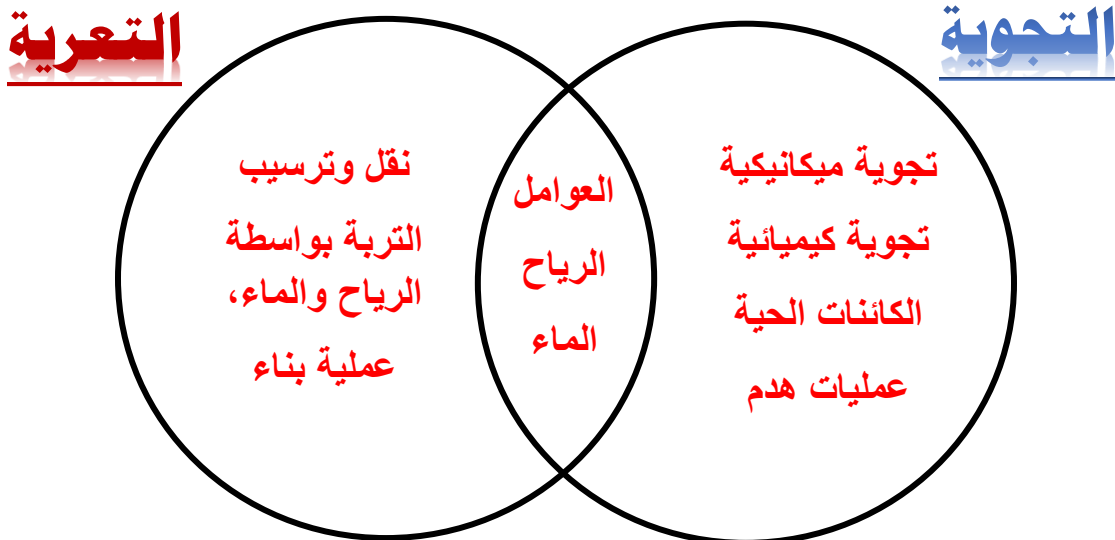 التجوية
التعرية
تجوية ميكانيكية
تجوية كيميائية
الكائنات الحية
عمليات هدم
العوامل
الرياح
الماء
نقل وترسيب
التربة بواسطة
الرياح والماء،
عملية بناء